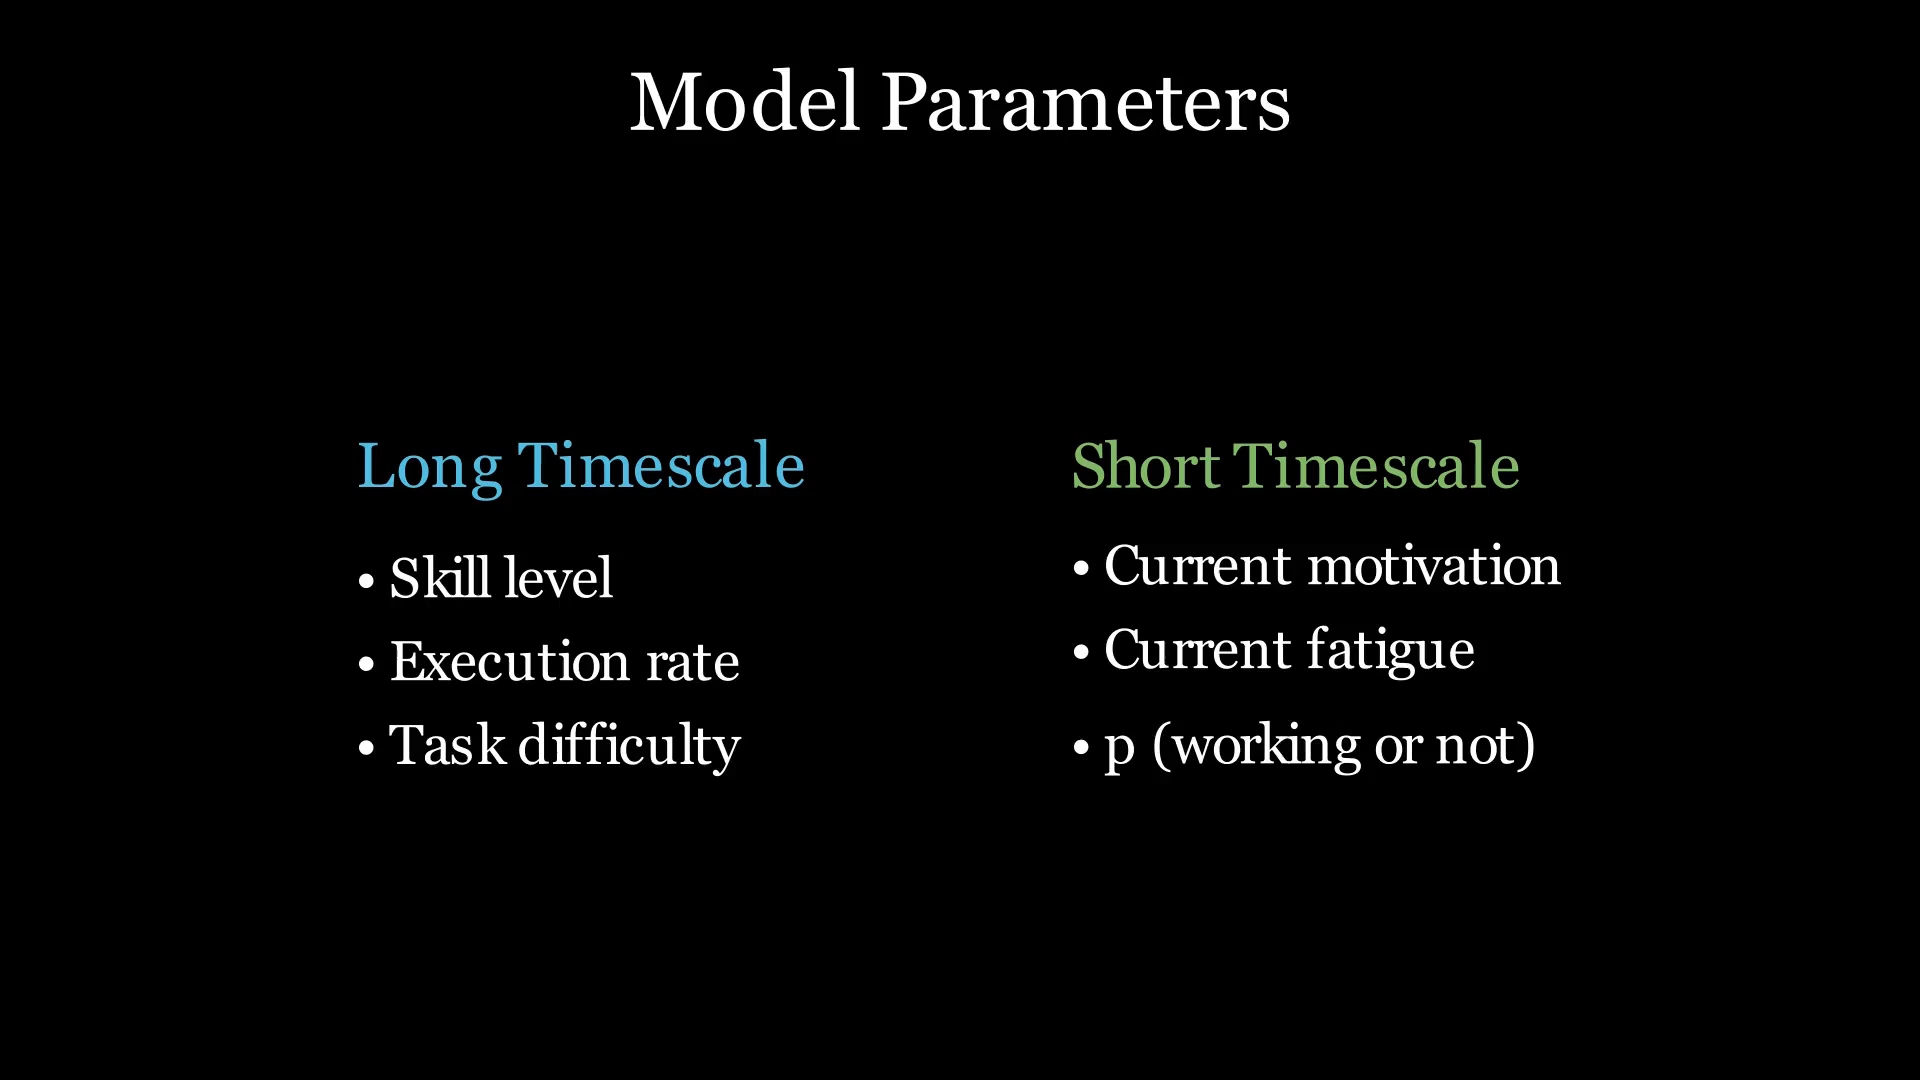 Model Parameters
Long Timescale
• Skill level
• Execution rate
• Task difficulty
Short Timescale
• Current motivation
• Current fatigue
• p (working or not)